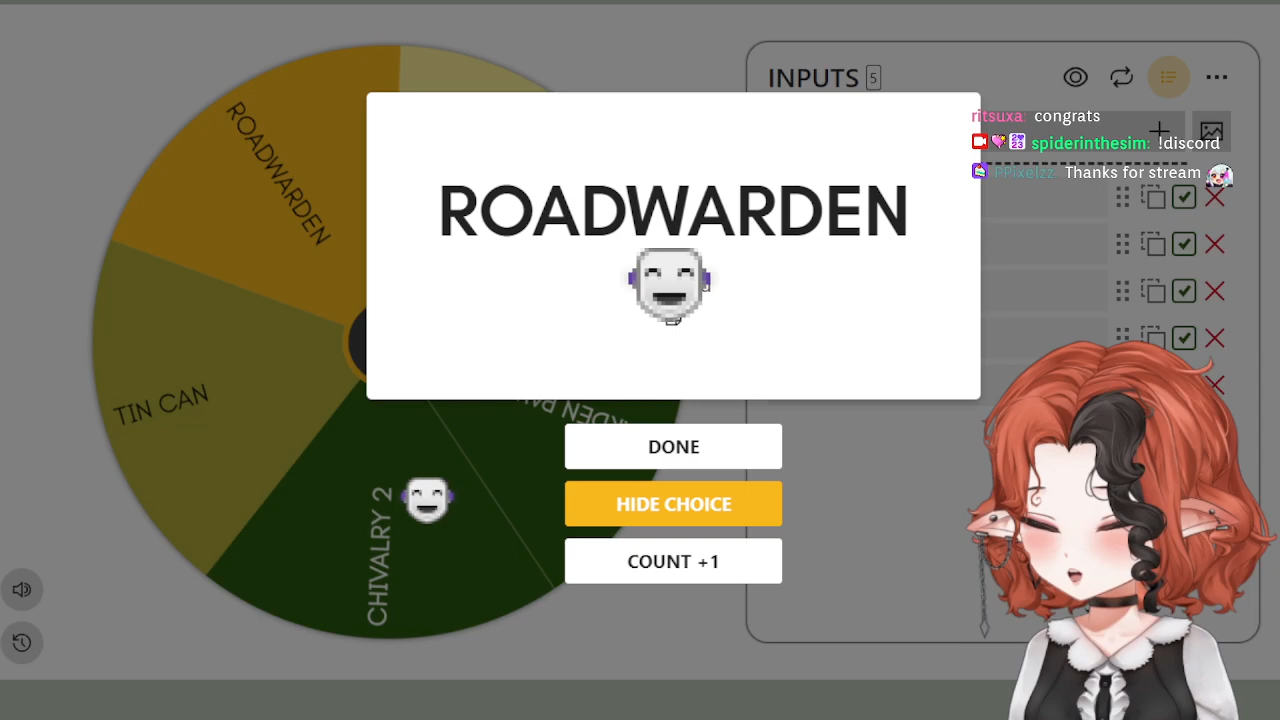 INPUTS 5
ritsuxa: congrats
spiderinthesim: !discord
PPixelzz: Thanks for stream
ROADWARDEN
ROADWARDEN
TIN CAN
CHIVALRY 2
DONE
HIDE CHOICE
COUNT +1